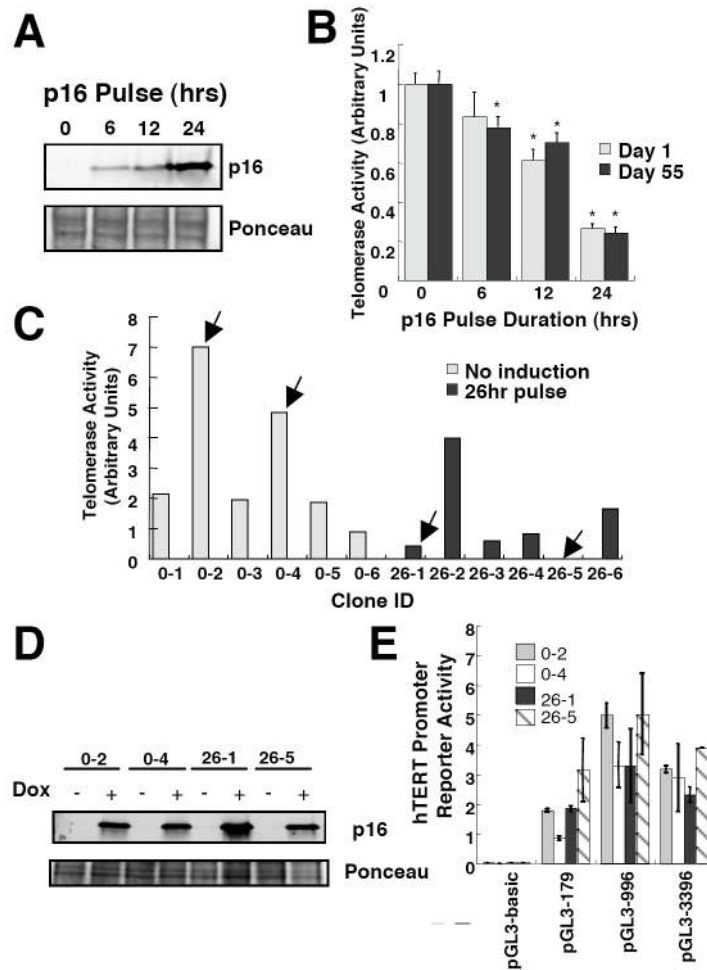 A
p16 Pulse (hrs)
0 6 12 24
p16
Ponceau
B
Telomerase Activity (Arbitrary Units)
1.2
1
0.8
0.6
0.4
0.2
0
Day 1
Day 55
* * * * *
0 6 12 24
p16 Pulse Duration (hrs)
C
Telomerase Activity
(Arbitrary Units)
8
7
6
5
4
3
2
1
0
No induction
26hr pulse
0-1 0-2 0-3 0-4 0-5 0-6 26-1 26-2 26-3 26-4 26-5 26-6
Clone ID
D
0-2 0-4 26-1 26-5
Dox - + - + - + - +
p16
Ponceau
E
hTERT Promoter
Reporter Activity
8
7
6
5
4
3
2
1
0
0-2
0-4
26-1
26-5
pGL3-basic
pGL3-179
pGL3-996
pGL3-3396